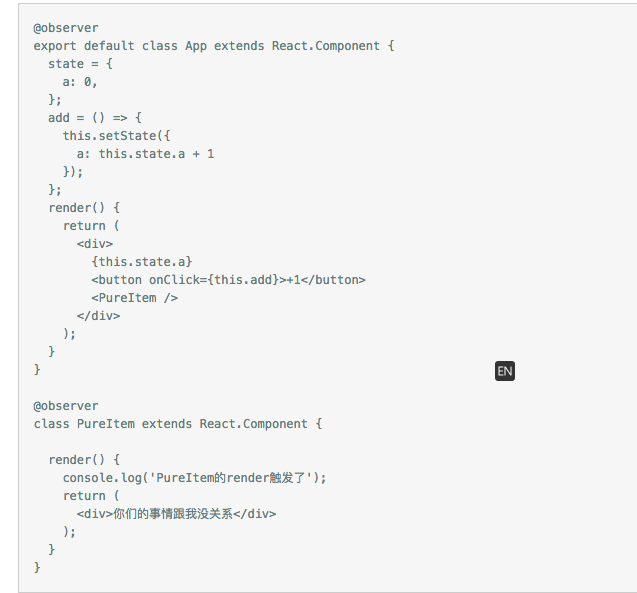 @observer
export default class App extends React.Component {
  state = {
    a: 0,
  };
  add = () => {
    this.setState({
      a: this.state.a + 1
    });
  };
  render() {
    return (
      <div>
        {this.state.a}
        <button onClick={this.add}>+1</button>
        <PureItem />
      </div>
    );
  }
}
EN
@observer
class PureItem extends React.Component {
  render() {
    console.log('PureItem的render触发了');
    return (
      <div>你们的事情跟我没关系</div>
    );
  }
}